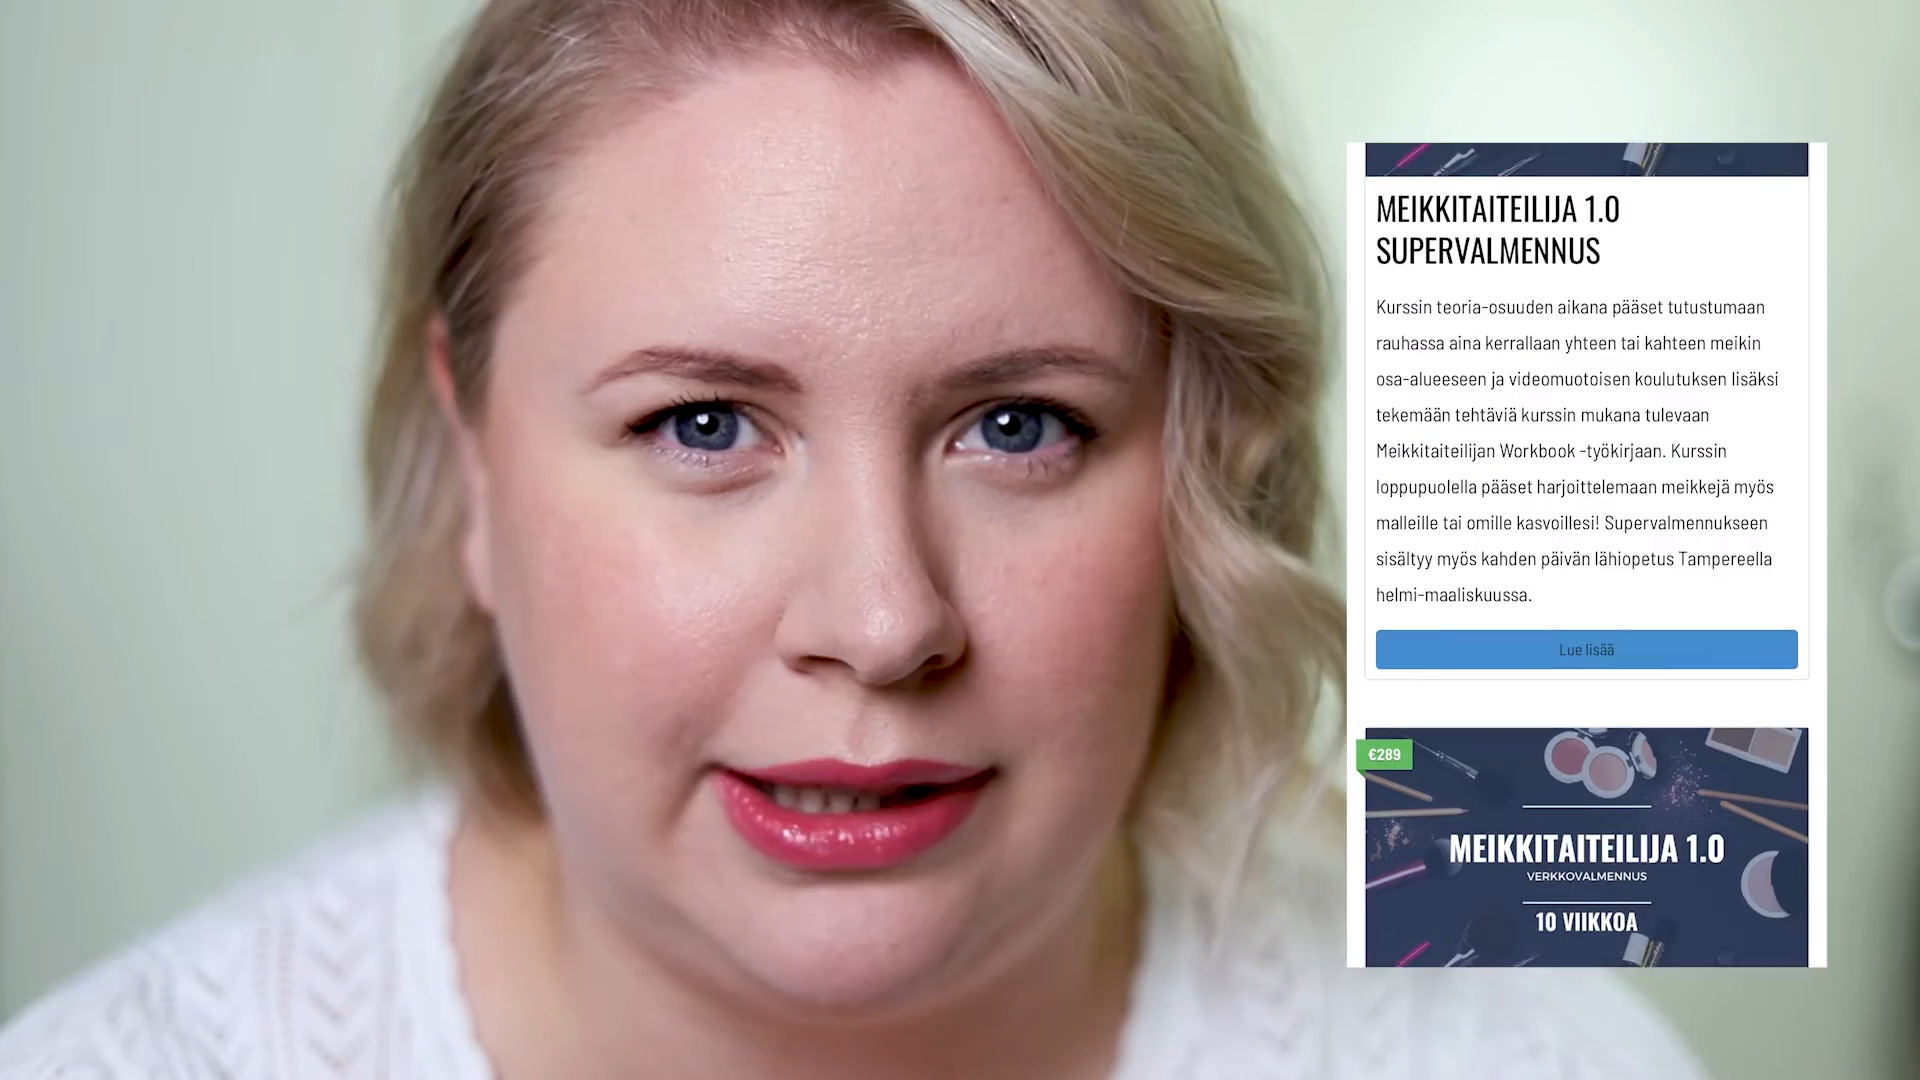 MEIKKITAITEILIJA 1.0
SUPERVALMENNUS
Kurssin teoria-osuuden aikana pääset tutustumaan
rauhassa aina kerrallaan yhteen tai kahteen meikin
osa-alueeseen ja videomuotoisen koulutuksen lisäksi
tekemään tehtäviä kurssin mukana tulevaan
Meikkitaiteilijan Workbook -työkirjaan. Kurssin
loppupuolella pääset harjoittelemaan meikkejä myös
malleille tai omille kasvoillesi! Supervalmennukseen
sisältyy myös kahden päivän lähiopetus Tampereella
helmi-maaliskuussa.
Lue lisää
€289
MEIKKITAITEILIJA 1.0
VERKKOVALMENNUS
10 VIIKKOA